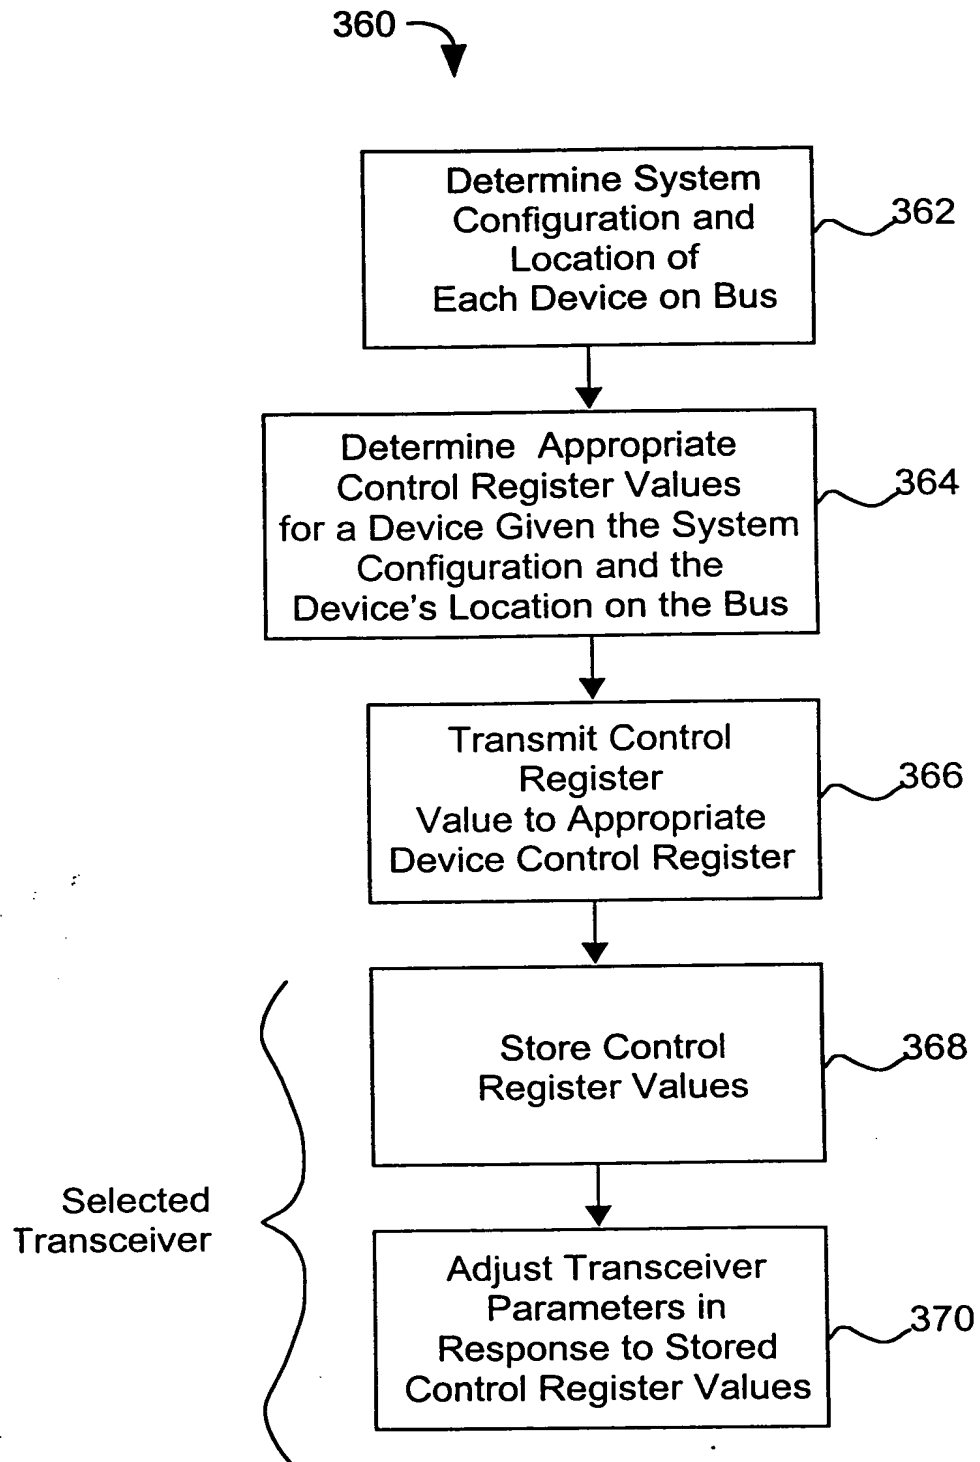 360
Determine System
Configuration and
Location of
Each Device on Bus
362
Determine Appropriate
Control Register Values
for a Device Given the System
Configuration and the
Device's Location on the Bus
364
Transmit Control
Register
Value to Appropriate
Device Control Register
366
Store Control
Register Values
368
Selected
Transceiver
Adjust Transceiver
Parameters in
Response to Stored
Control Register Values
370